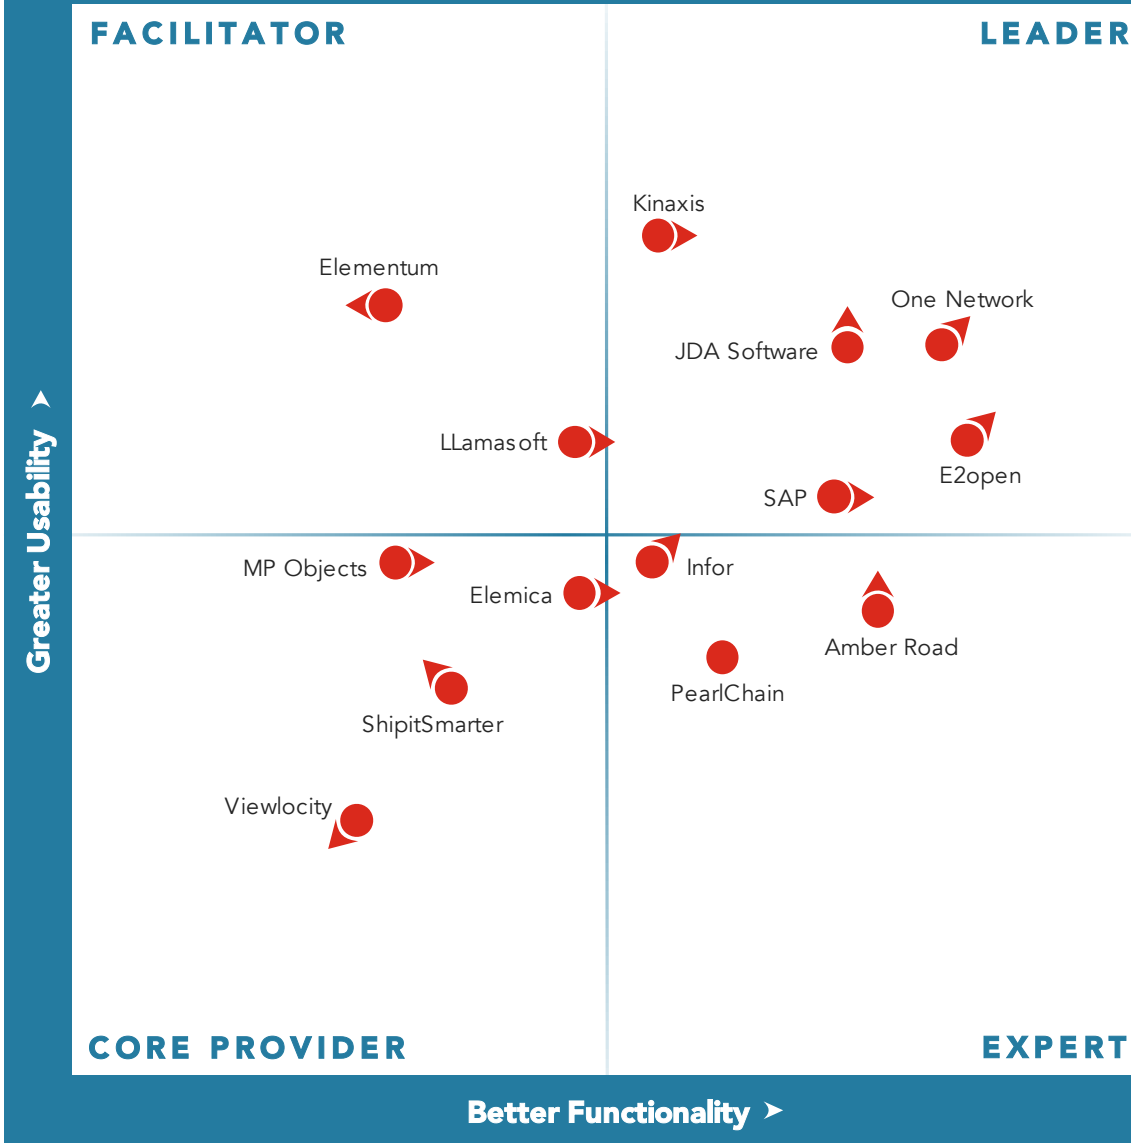 FACILITATOR
LEADER
Kinaxis
Elementum
One Network
JDA Software
LLamasoft
E2open
SAP
Greater Usability
MP Objects
Infor
Elemica
Amber Road
PearlChain
ShipitSmarter
Viewlocity
CORE PROVIDER
EXPERT
Better Functionality